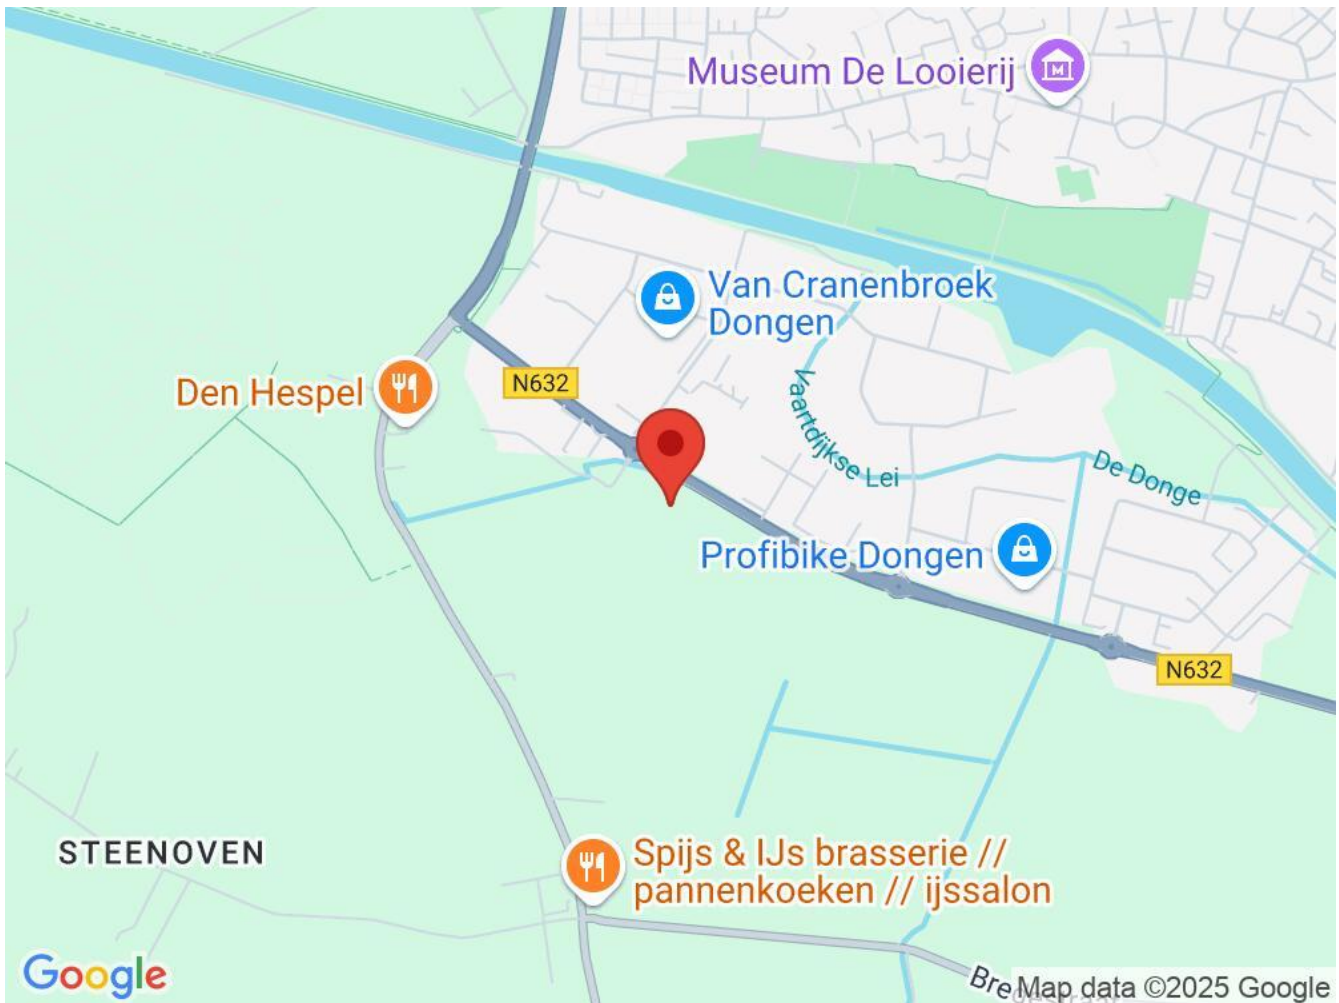 Museum De Looierij
Van Cranenbroek
Dongen
Den Hespel
N632
Vaartdijkse Lei
De Donge
Profibike Dongen
N632
STEENOVEN
Spijs & IJs brasserie //
pannenkoeken // ijssalon
Google
Map data ©2025 Google